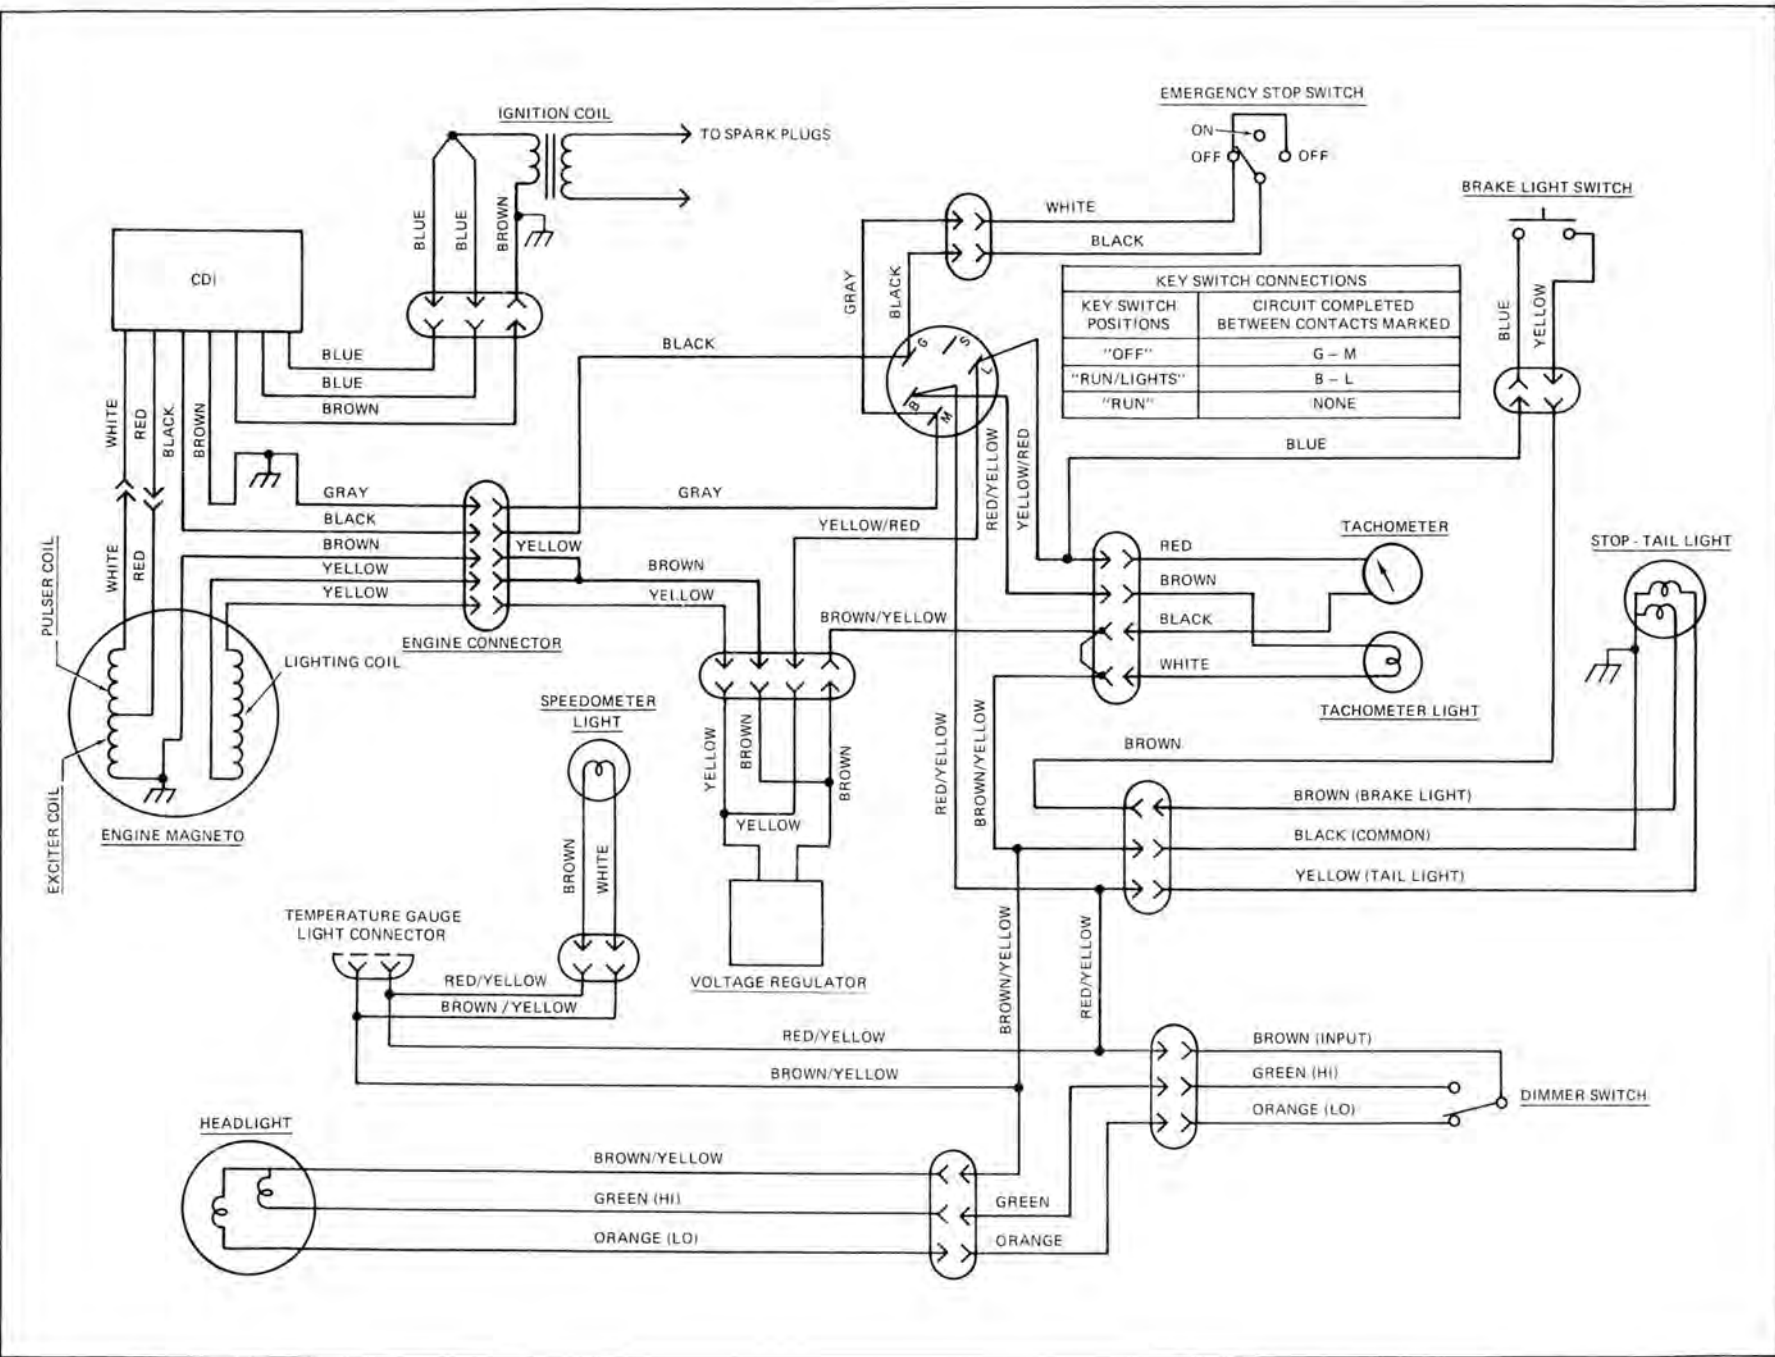 EMERGENCY STOP SWITCH
ON
OFF
OFF
IGNITION COIL
TO SPARK PLUGS
BLUE
BLUE
BROWN
WHITE
BLACK
GRAY
BLACK
BRAKE LIGHT SWITCH
BLUE
YELLOW
CDI
BLUE
BLUE
BROWN
WHITE
RED
BLACK
BROWN
BLACK
G
S
L
B
M
KEY SWITCH CONNECTIONS
KEY SWITCH POSITIONS
CIRCUIT COMPLETED BETWEEN CONTACTS MARKED
"OFF" G – M
"RUN/LIGHTS" B – L
"RUN" NONE
BLUE
GRAY
BLACK
BROWN
YELLOW
YELLOW
GRAY
YELLOW/RED
RED/YELLOW
YELLOW/RED
YELLOW
BROWN
YELLOW
BROWN/YELLOW
ENGINE CONNECTOR
WHITE
RED
PULSER COIL
LIGHTING COIL
EXCITER COIL
ENGINE MAGNETO
RED
BROWN
BLACK
WHITE
TACHOMETER
TACHOMETER LIGHT
STOP - TAIL LIGHT
SPEEDOMETER
LIGHT
BROWN
WHITE
YELLOW
BROWN
BROWN
YELLOW
VOLTAGE REGULATOR
RED/YELLOW
BROWN/YELLOW
BROWN
BROWN (BRAKE LIGHT)
BLACK (COMMON)
YELLOW (TAIL LIGHT)
TEMPERATURE GAUGE
LIGHT CONNECTOR
RED/YELLOW
BROWN / YELLOW
RED/YELLOW
BROWN/YELLOW
BROWN/YELLOW
RED/YELLOW
BROWN (INPUT)
GREEN (HI)
ORANGE (LO)
DIMMER SWITCH
HEADLIGHT
BROWN/YELLOW
GREEN (HI)
ORANGE (LO)
GREEN
ORANGE